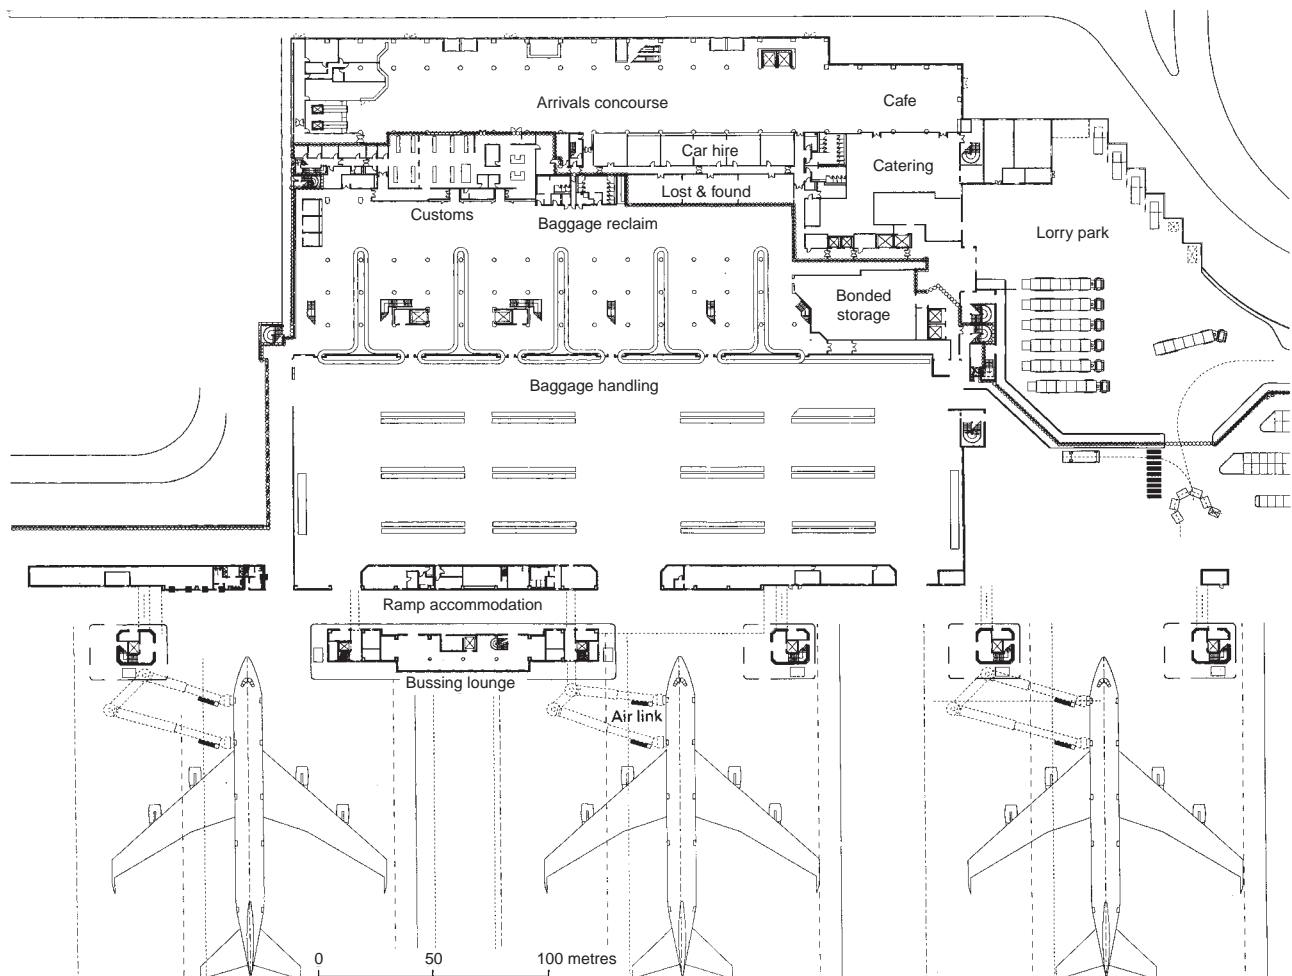 Arrivals concourse
Cafe
Car hire
Catering
Lost & found
Customs
Baggage reclaim
Lorry park
Bonded
storage
Baggage handling
Ramp accommodation
Bussing lounge
Air link
0 50 100 metres